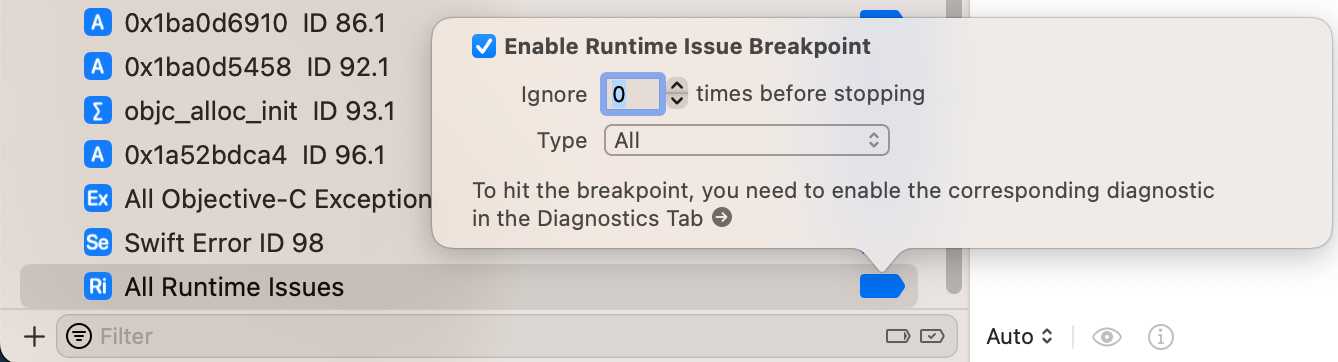 A 0x1ba0d6910 ID 86.1
A 0x1ba0d5458 ID 92.1
Σ objc_alloc_init ID 93.1
A 0x1a52bdca4 ID 96.1
Ex All Objective-C Exception
Se Swift Error ID 98
Ri All Runtime Issues
Filter
Enable Runtime Issue Breakpoint
Ignore 0 times before stopping
Type All
To hit the breakpoint, you need to enable the corresponding diagnostic
in the Diagnostics Tab
Auto